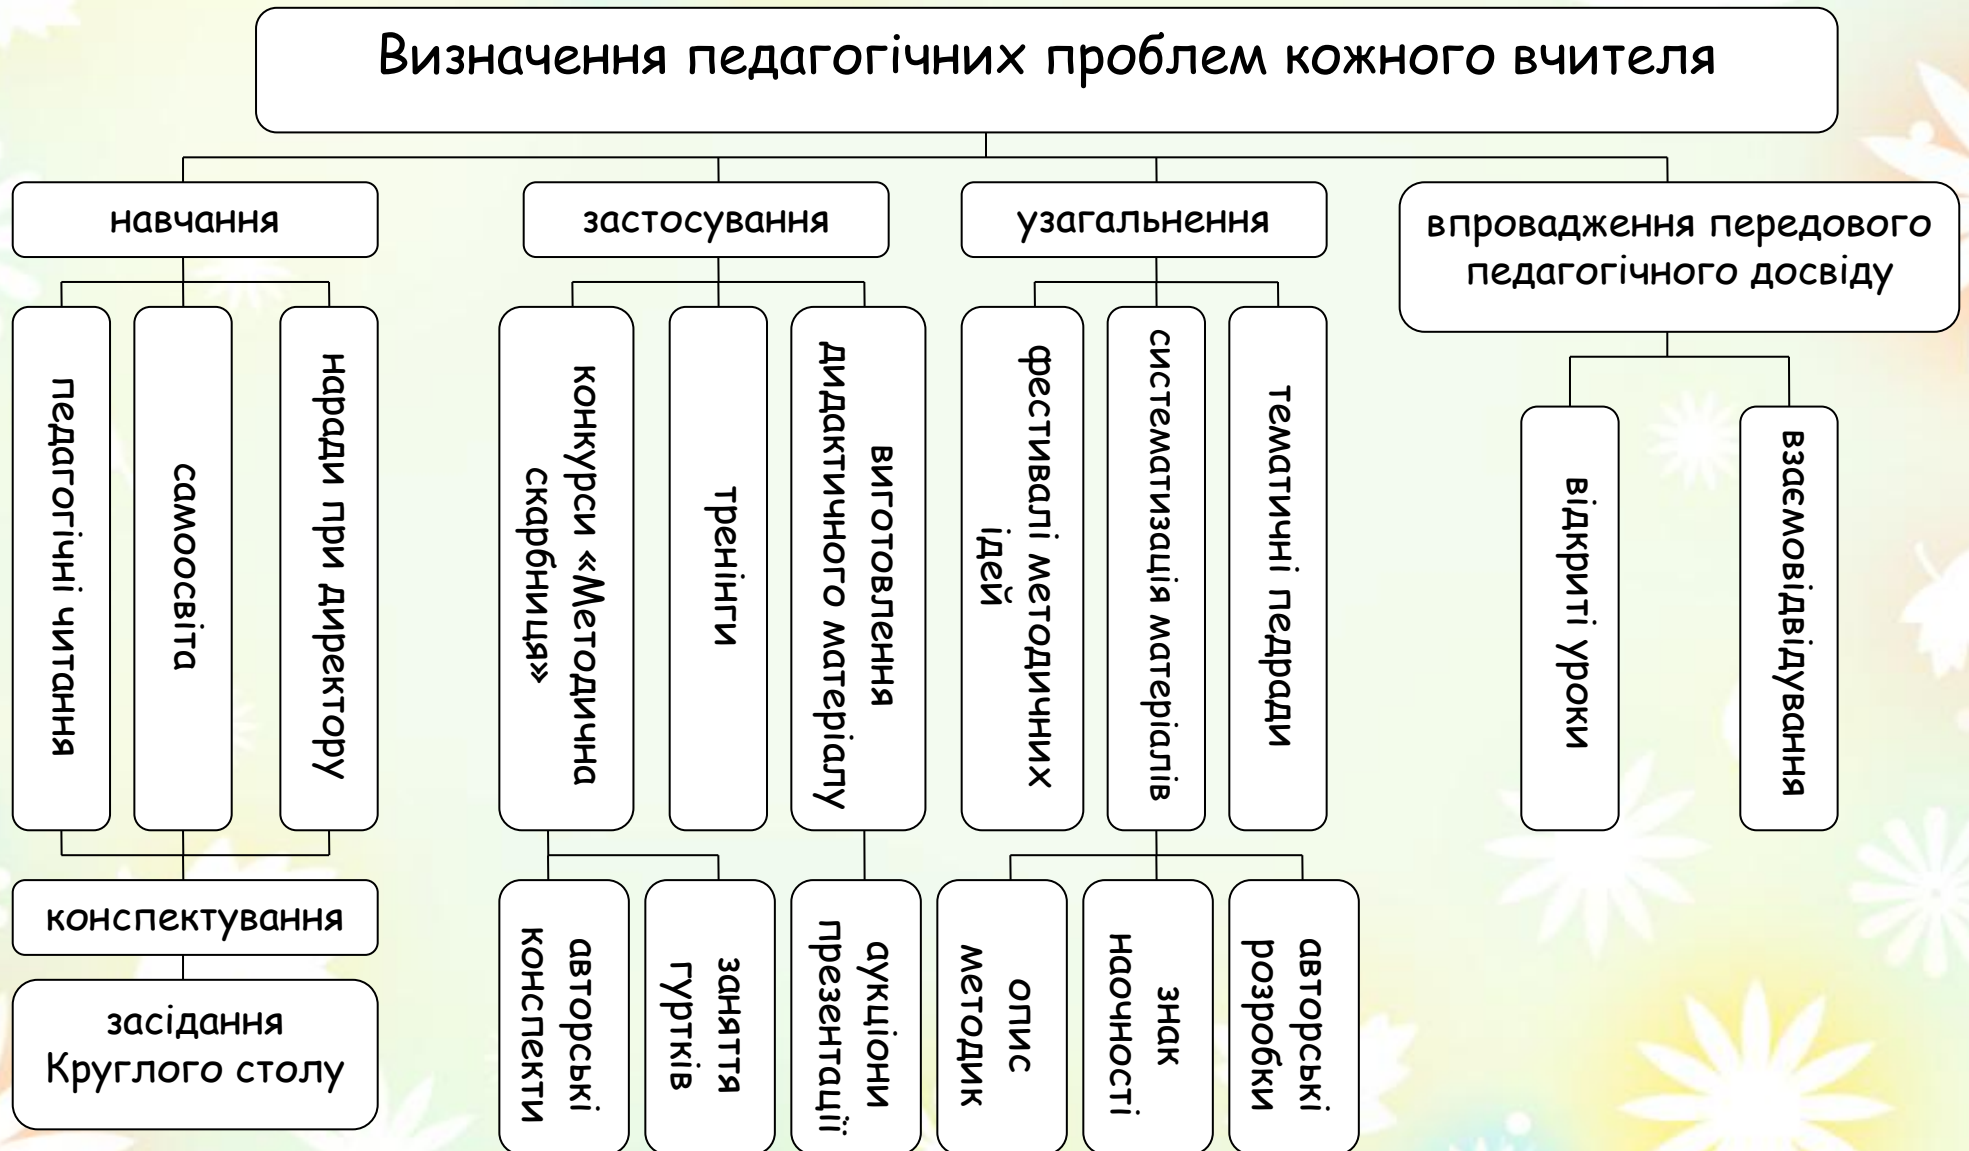 Визначення педагогічних проблем кожного вчителя
навчання
застосування
узагальнення
впровадження передового
педагогічного досвіду
педагогічні читання
самоосвіта
наради при директору
конкурси «Методична
скарбниця»
тренінги
виготовлення
дидактичного матеріалу
фестивалі методичних
ідей
систематизація матеріалів
тематичні педради
відкриті уроки
взаємовідвідування
конспектування
засідання
Круглого столу
авторські
конспекти
заняття
гуртків
аукціони
презентації
опис
методик
знак
наочності
авторські
розробки